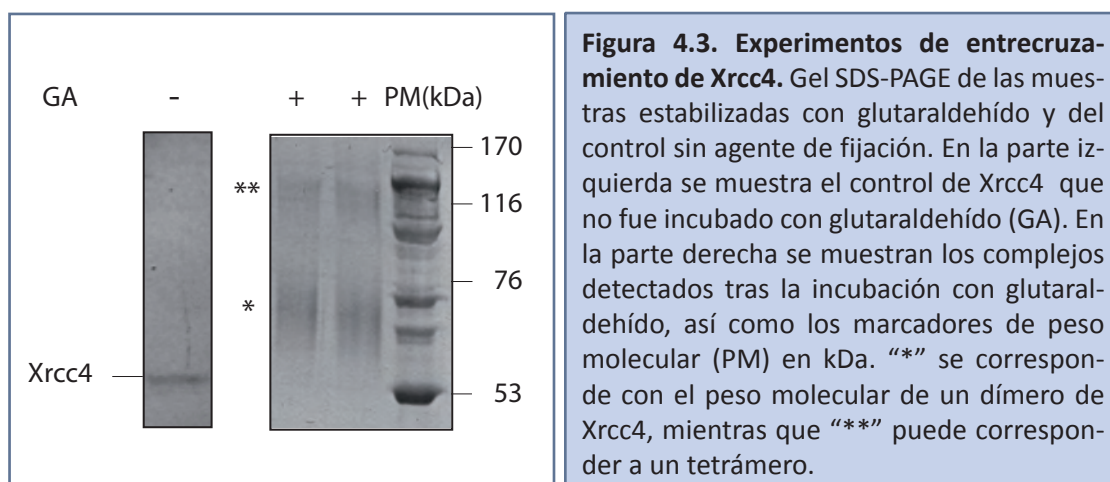 GA - + + PM(kDa)
170
**
116
76
*
Xrcc4
53
Figura 4.3. Experimentos de entrecruza-
miento de Xrcc4. Gel SDS-PAGE de las mues-
tras estabilizadas con glutaraldehído y del
control sin agente de fijación. En la parte iz-
quierda se muestra el control de Xrcc4 que
no fue incubado con glutaraldehído (GA). En
la parte derecha se muestran los complejos
detectados tras la incubación con glutaral-
dehído, así como los marcadores de peso
molecular (PM) en kDa. “*” se correspon-
de con el peso molecular de un dímero de
Xrcc4, mientras que “**” puede correspon-
der a un tetrámero.